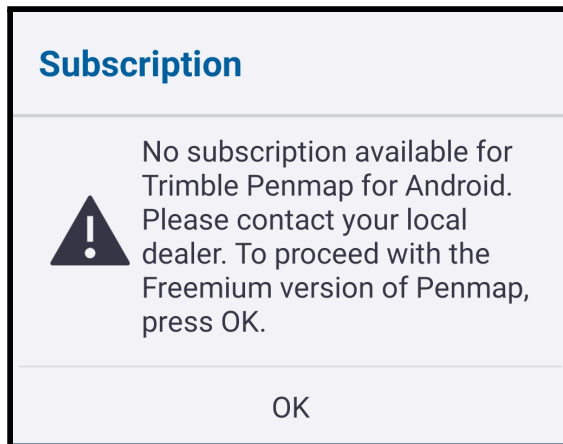 Subscription
No subscription available for
Trimble Penmap for Android.
Please contact your local
dealer. To proceed with the
Freemium version of Penmap,
press OK.
OK